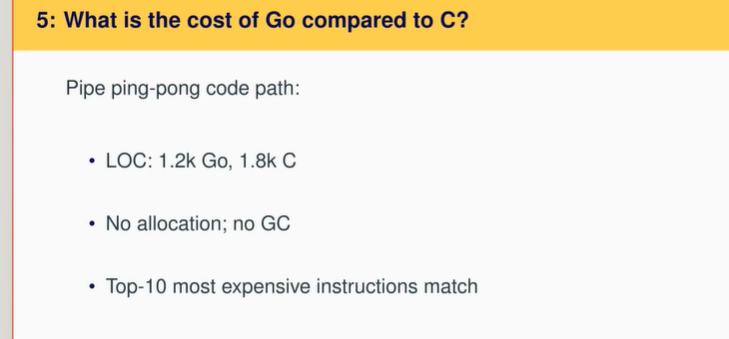 5: What is the cost of Go compared to C?
Pipe ping-pong code path:
• LOC: 1.2k Go, 1.8k C
• No allocation; no GC
• Top-10 most expensive instructions match